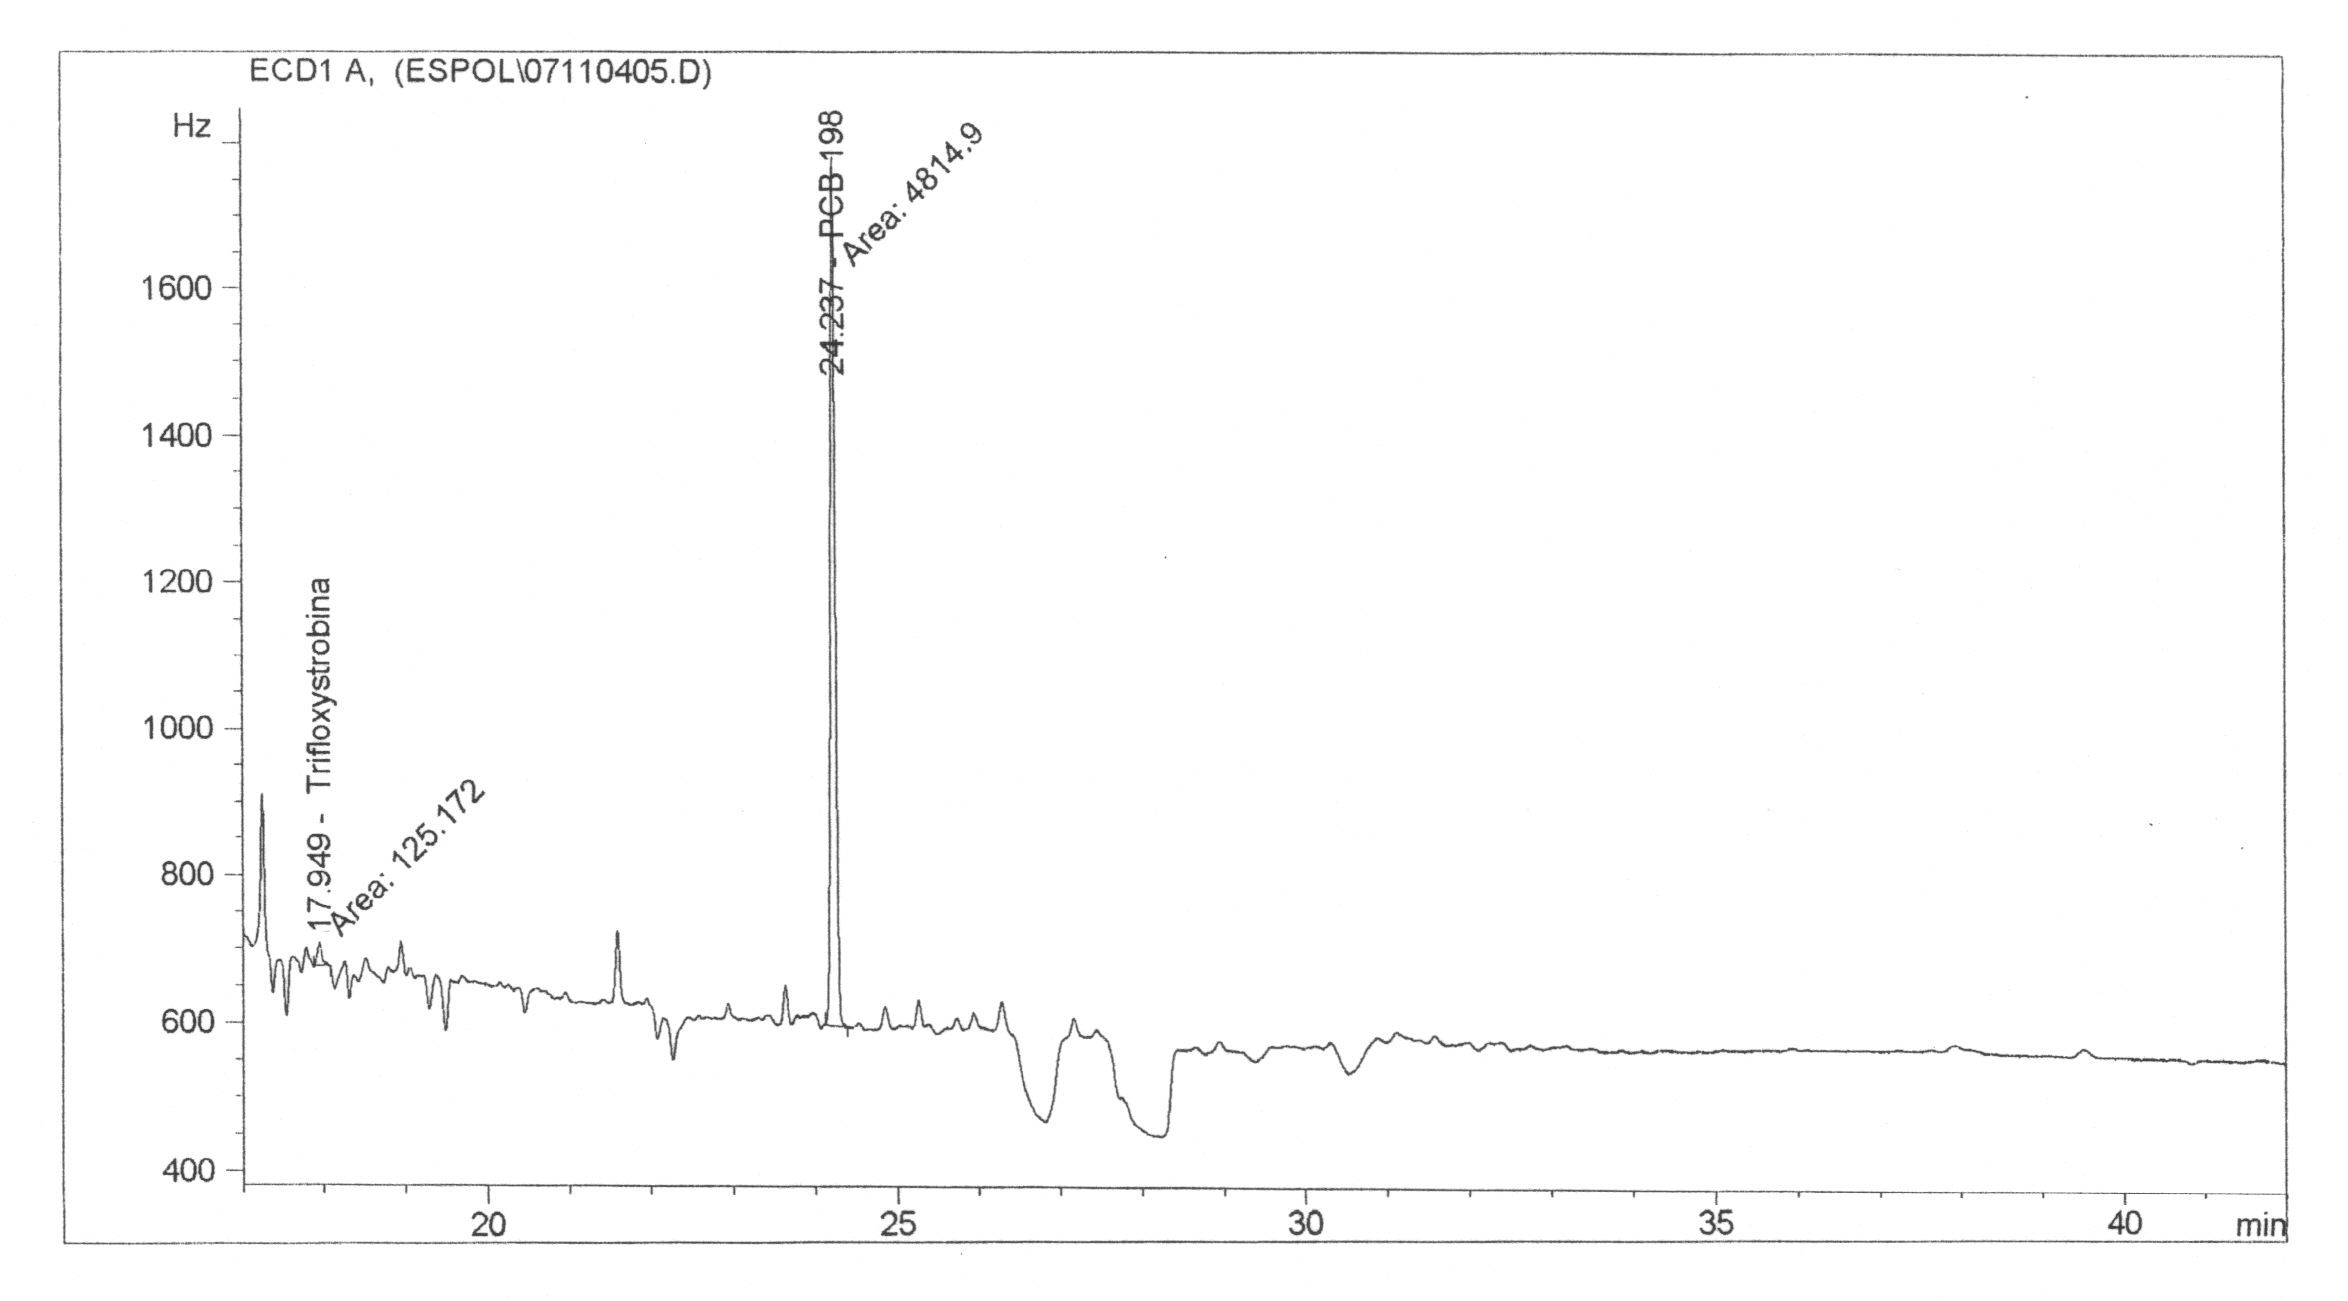 ECD1 A, (ESPOL\07110405.D)
Hz
1600
1400
1200
1000
800
600
400
17.949 - Trifloxystrobina
Area: 125.172
24.237 - PCB 198
Area: 4814.9
20
25
30
35
40
min